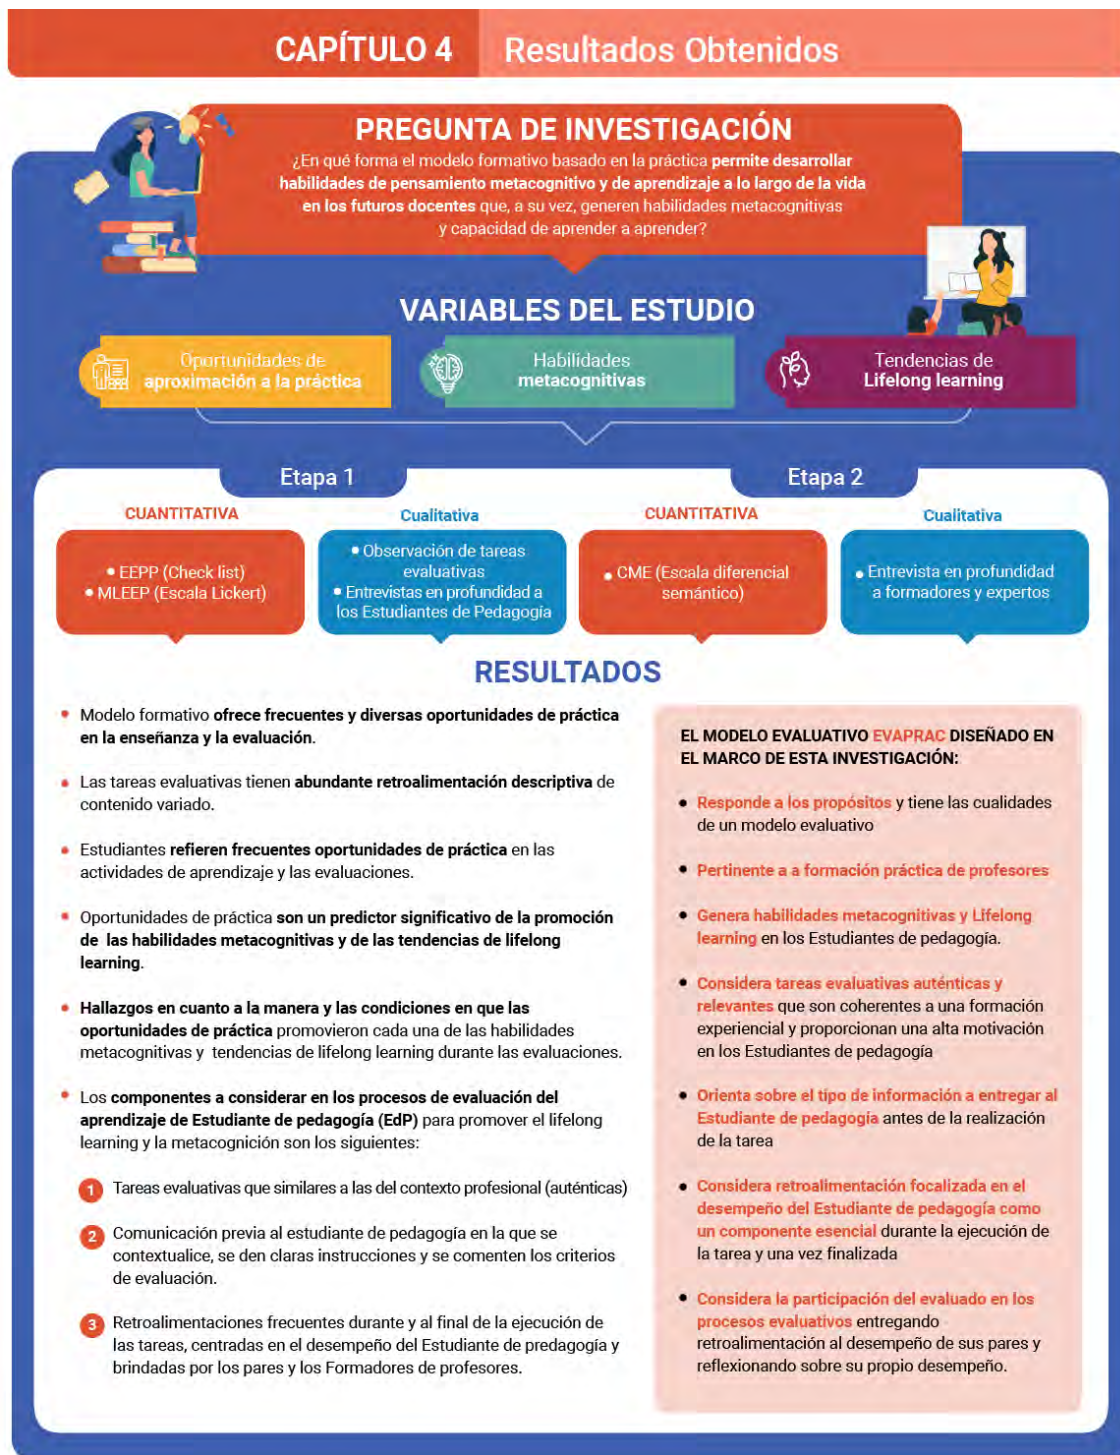 CAPÍTULO 4
Resultados Obtenidos
PREGUNTA DE INVESTIGACIÓN
¿En qué forma el modelo formativo basado en la práctica permite desarrollar
habilidades de pensamiento metacognitivo y de aprendizaje a lo largo de la vida
en los futuros docentes que, a su vez, generen habilidades metacognitivas
y capacidad de aprender a aprender?
VARIABLES DEL ESTUDIO
Oportunidades de
aproximación a la práctica
Habilidades
metacognitivas
Tendencias de
Lifelong learning
Etapa 1
CUANTITATIVA
• EEPP (Check list)
• MLEEP (Escala Lickert)
Cualitativa
• Observación de tareas
evaluativas
• Entrevistas en profundidad a
los Estudiantes de Pedagogía
Etapa 2
CUANTITATIVA
• CME (Escala diferencial
semántico)
Cualitativa
• Entrevista en profundidad
a formadores y expertos
RESULTADOS
• Modelo formativo ofrece frecuentes y diversas oportunidades de práctica
en la enseñanza y la evaluación.
• Las tareas evaluativas tienen abundante retroalimentación descriptiva de
contenido variado.
• Estudiantes refieren frecuentes oportunidades de práctica en las
actividades de aprendizaje y las evaluaciones.
• Oportunidades de práctica son un predictor significativo de la promoción
de las habilidades metacognitivas y de las tendencias de lifelong
learning.
• Hallazgos en cuanto a la manera y las condiciones en que las
oportunidades de práctica promovieron cada una de las habilidades
metacognitivas y tendencias de lifelong learning durante las evaluaciones.
• Los componentes a considerar en los procesos de evaluación del
aprendizaje de Estudiante de pedagogía (EdP) para promover el lifelong
learning y la metacognición son los siguientes:
1 Tareas evaluativas que similares a las del contexto profesional (auténticas)
2 Comunicación previa al estudiante de pedagogía en la que se
contextualice, se den claras instrucciones y se comenten los criterios
de evaluación.
3 Retroalimentaciones frecuentes durante y al final de la ejecución de
las tareas, centradas en el desempeño del Estudiante de predagogía y
brindadas por los pares y los Formadores de profesores.
EL MODELO EVALUATIVO EVAPRAC DISEÑADO EN
EL MARCO DE ESTA INVESTIGACIÓN:
• Responde a los propósitos y tiene las cualidades
de un modelo evaluativo
• Pertinente a a formación práctica de profesores
• Genera habilidades metacognitivas y Lifelong
learning en los Estudiantes de pedagogía.
• Considera tareas evaluativas auténticas y
relevantes que son coherentes a una formación
experiencial y proporcionan una alta motivación
en los Estudiantes de pedagogía
• Orienta sobre el tipo de información a entregar al
Estudiante de pedagogía antes de la realización
de la tarea
• Considera retroalimentación focalizada en el
desempeño del Estudiante de pedagogía como
un componente esencial durante la ejecución de
la tarea y una vez finalizada
• Considera la participación del evaluado en los
procesos evaluativos entregando
retroalimentación al desempeño de sus pares y
reflexionando sobre su propio desempeño.